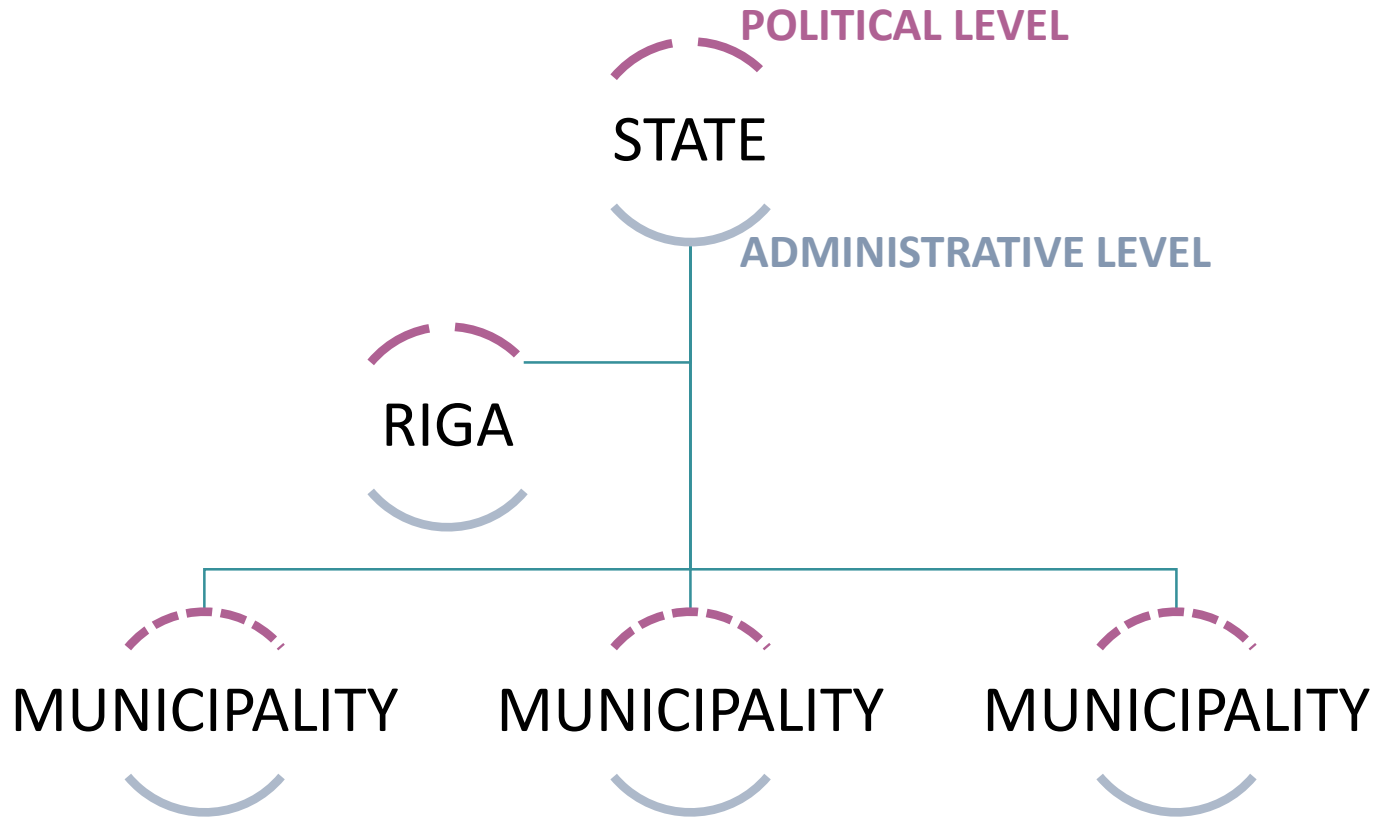 POLITICAL LEVEL
STATE
ADMINISTRATIVE LEVEL
RIGA
MUNICIPALITY
MUNICIPALITY
MUNICIPALITY